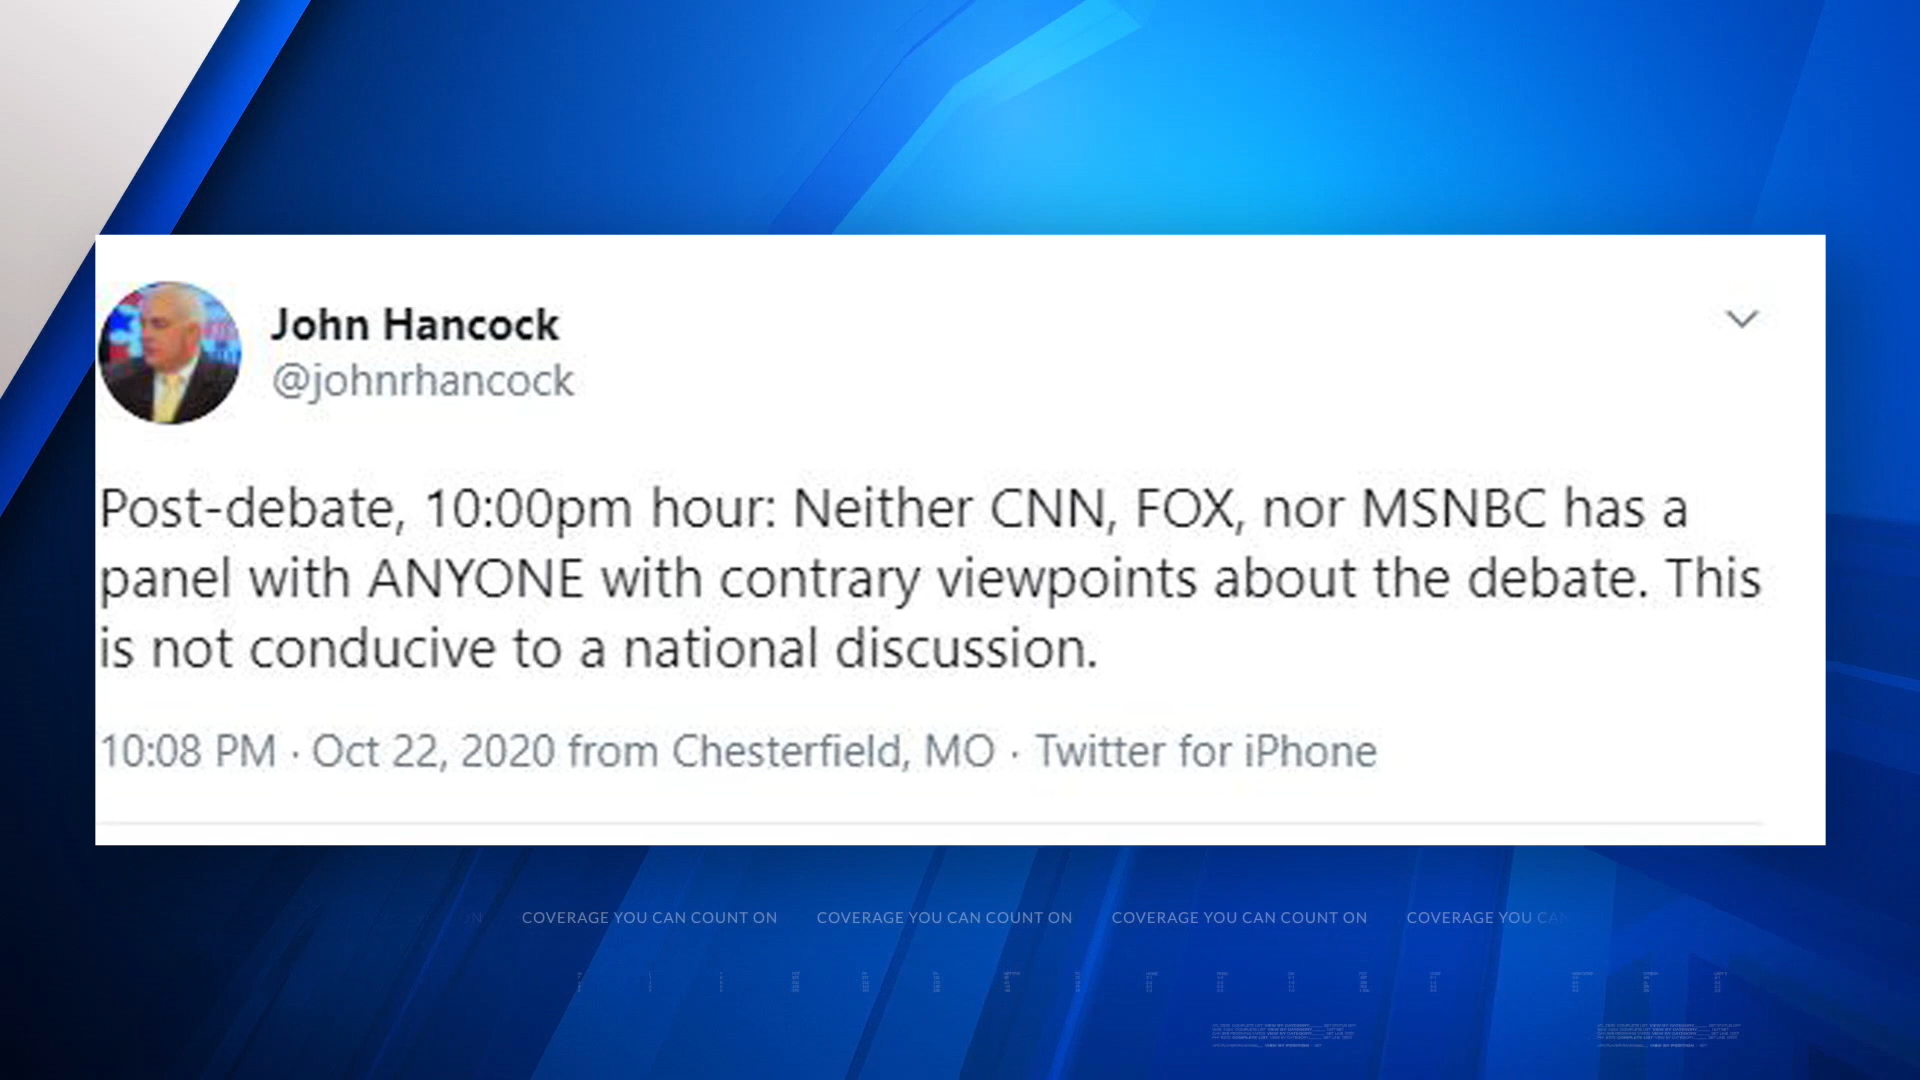 John Hancock
@johnrhancock
Post-debate, 10:00pm hour: Neither CNN, FOX, nor MSNBC has a
panel with ANYONE with contrary viewpoints about the debate. This
is not conducive to a national discussion.
10:08 PM · Oct 22, 2020 from Chesterfield, MO · Twitter for iPhone
COVERAGE YOU CAN COUNT ON COVERAGE YOU CAN COUNT ON COVERAGE YOU CAN COUNT ON COVERAGE YOU CAN